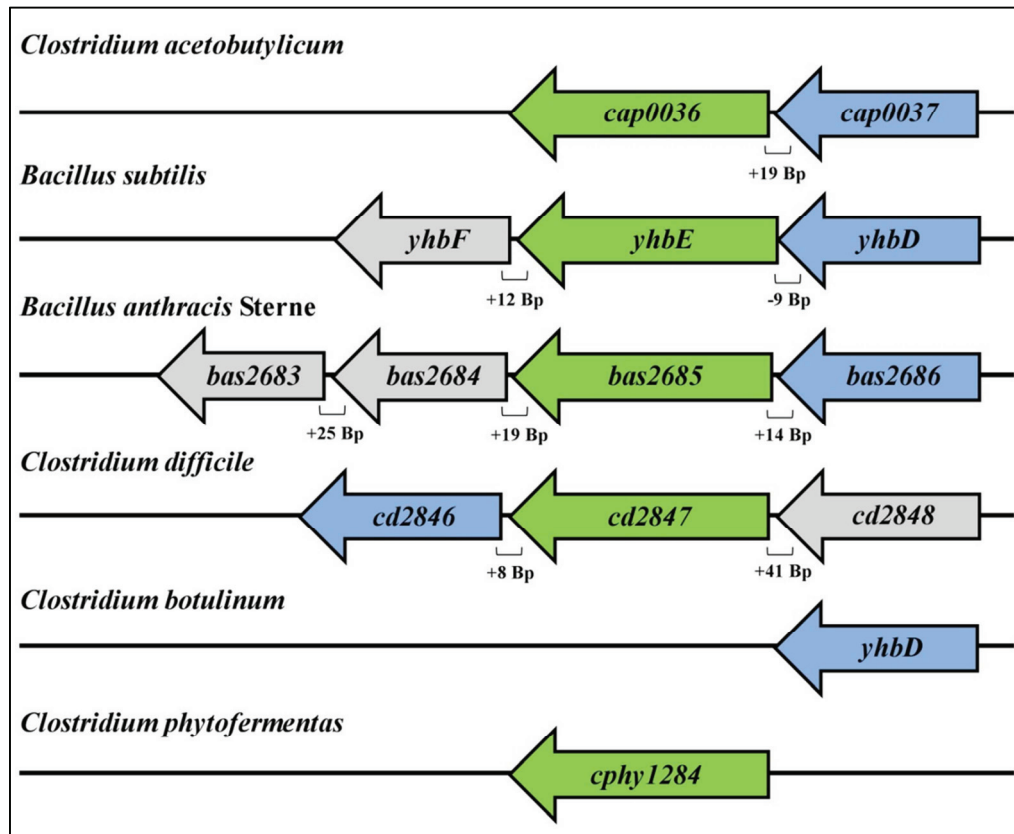 Clostridium acetobutylicum
cap0036 cap0037
+19 Bp
Bacillus subtilis
yhbF yhbE yhbD
+12 Bp -9 Bp
Bacillus anthracis Sterne
bas2683 bas2684 bas2685 bas2686
+25 Bp +19 Bp +14 Bp
Clostridium difficile
cd2846 cd2847 cd2848
+8 Bp +41 Bp
Clostridium botulinum
yhbD
Clostridium phytofermentas
cphy1284